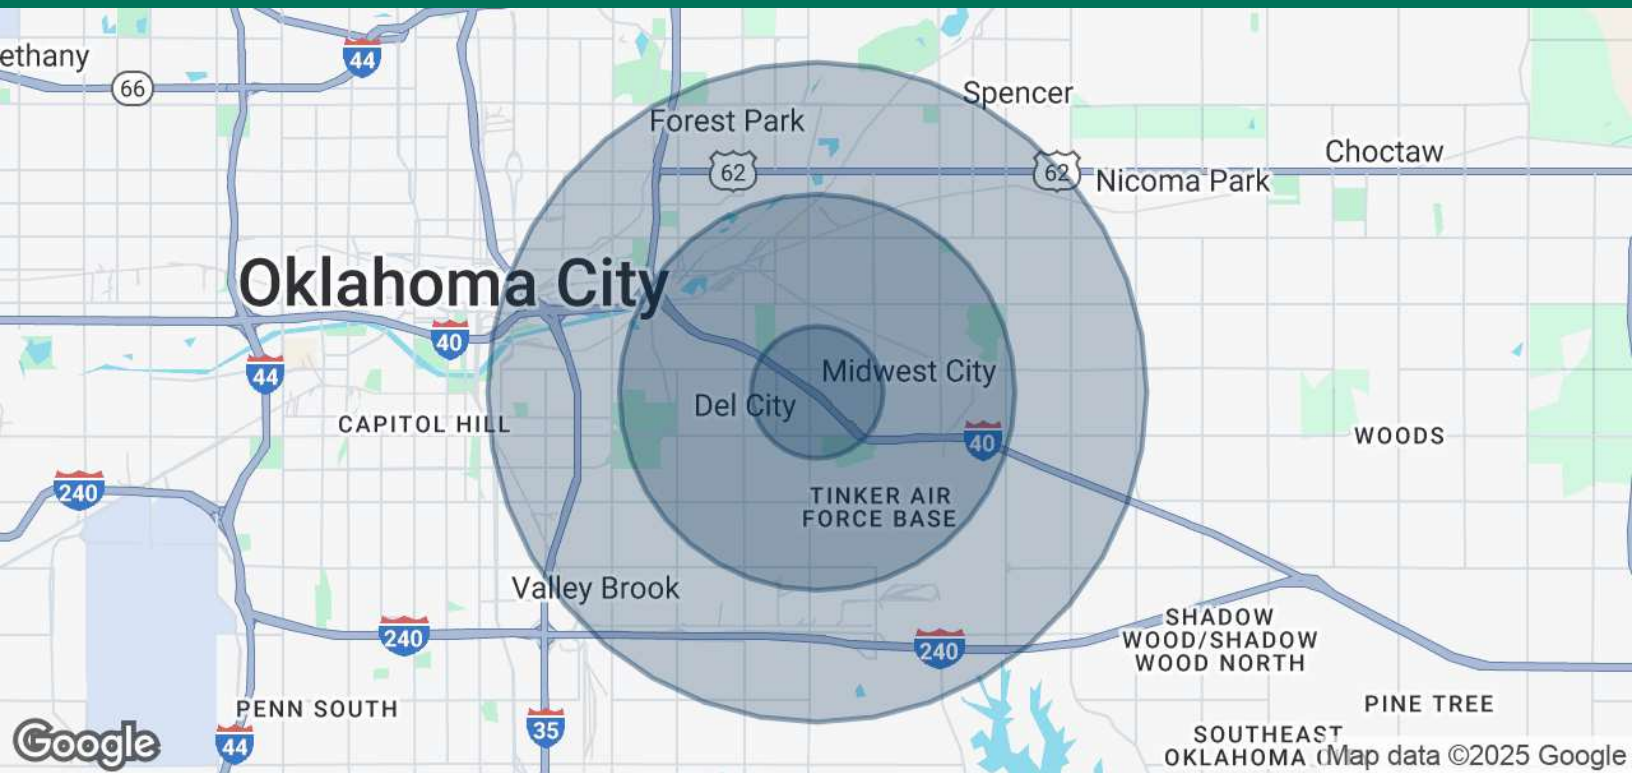 ethany
44
66
Spencer
Forest Park
62
62
Choctaw
Nicoma Park
Oklahoma City
40
44
Midwest City
Del City
CAPITOL HILL
40
WOODS
240
TINKER AIR
FORCE BASE
Valley Brook
240
240
SHADOW
WOOD/SHADOW
WOOD NORTH
PENN SOUTH
PINE TREE
35
44
Google
SOUTHEAST
OKLAHOMA C
Map data ©2025 Google